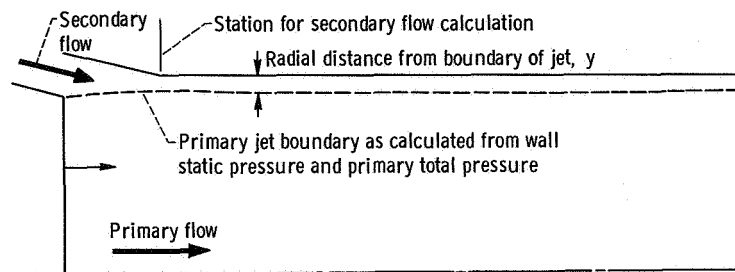 Secondary
flow
Station for secondary flow calculation
Radial distance from boundary of jet, y
Primary jet boundary as calculated from wall
static pressure and primary total pressure
Primary flow